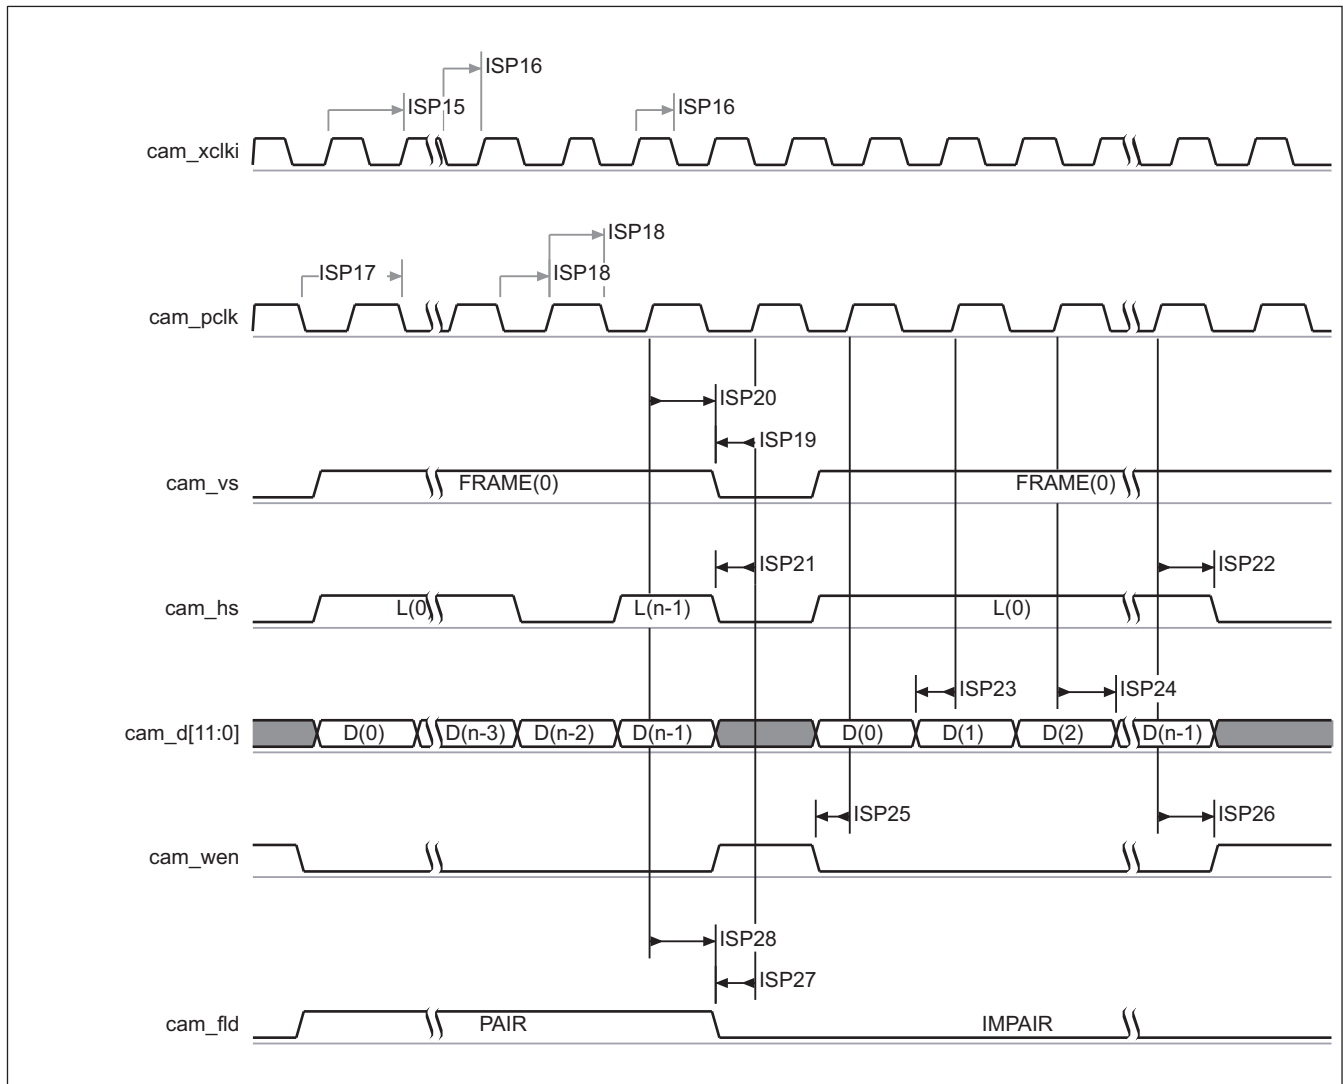 ISP16
ISP15
ISP16
cam_xclki
ISP18
ISP17
ISP18
cam_pclk
ISP20
ISP19
cam_vs
FRAME(0)
FRAME(0)
ISP21
ISP22
cam_hs
L(0)
L(n-1)
L(0)
ISP23
ISP24
cam_d[11:0]
D(0)
D(n-3)
D(n-2)
D(n-1)
D(0)
D(1)
D(2)
D(n-1)
ISP25
ISP26
cam_wen
ISP28
ISP27
cam_fld
PAIR
IMPAIR